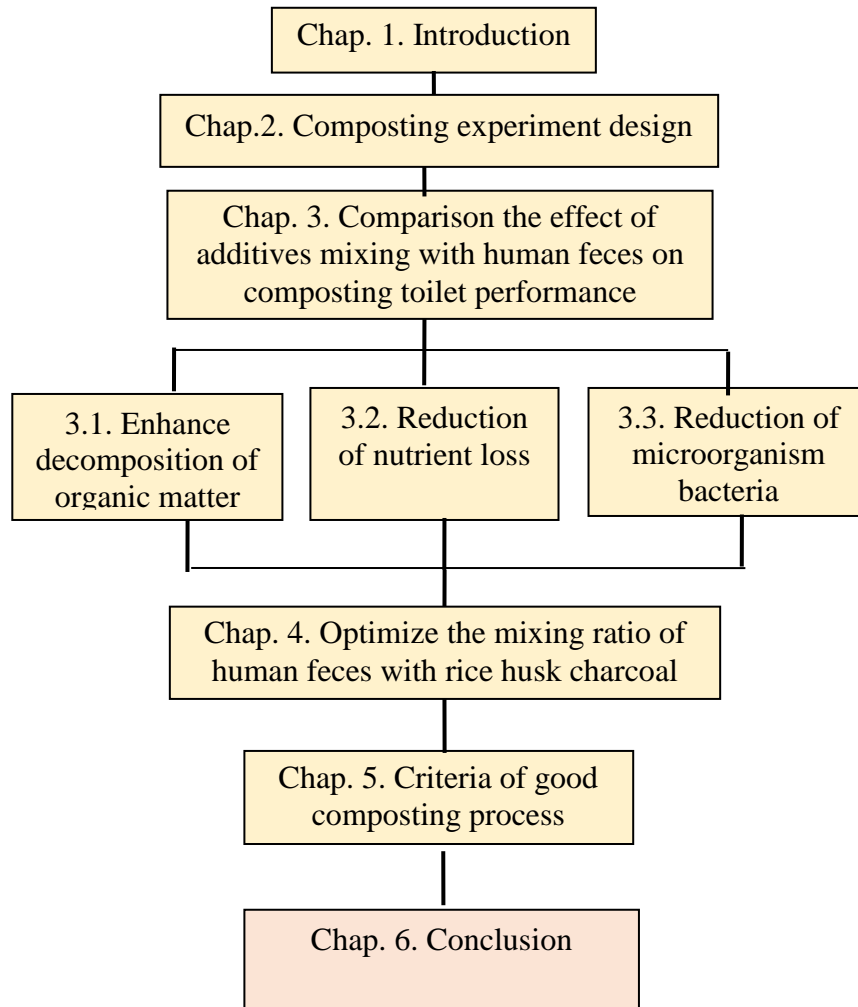 Chap. 1. Introduction
Chap.2. Composting experiment design
Chap. 3. Comparison the effect of
additives mixing with human feces on
composting toilet performance
3.1. Enhance
decomposition of
organic matter
3.2. Reduction
of nutrient loss
3.3. Reduction of
microorganism
bacteria
Chap. 4. Optimize the mixing ratio of
human feces with rice husk charcoal
Chap. 5. Criteria of good
composting process
Chap. 6. Conclusion